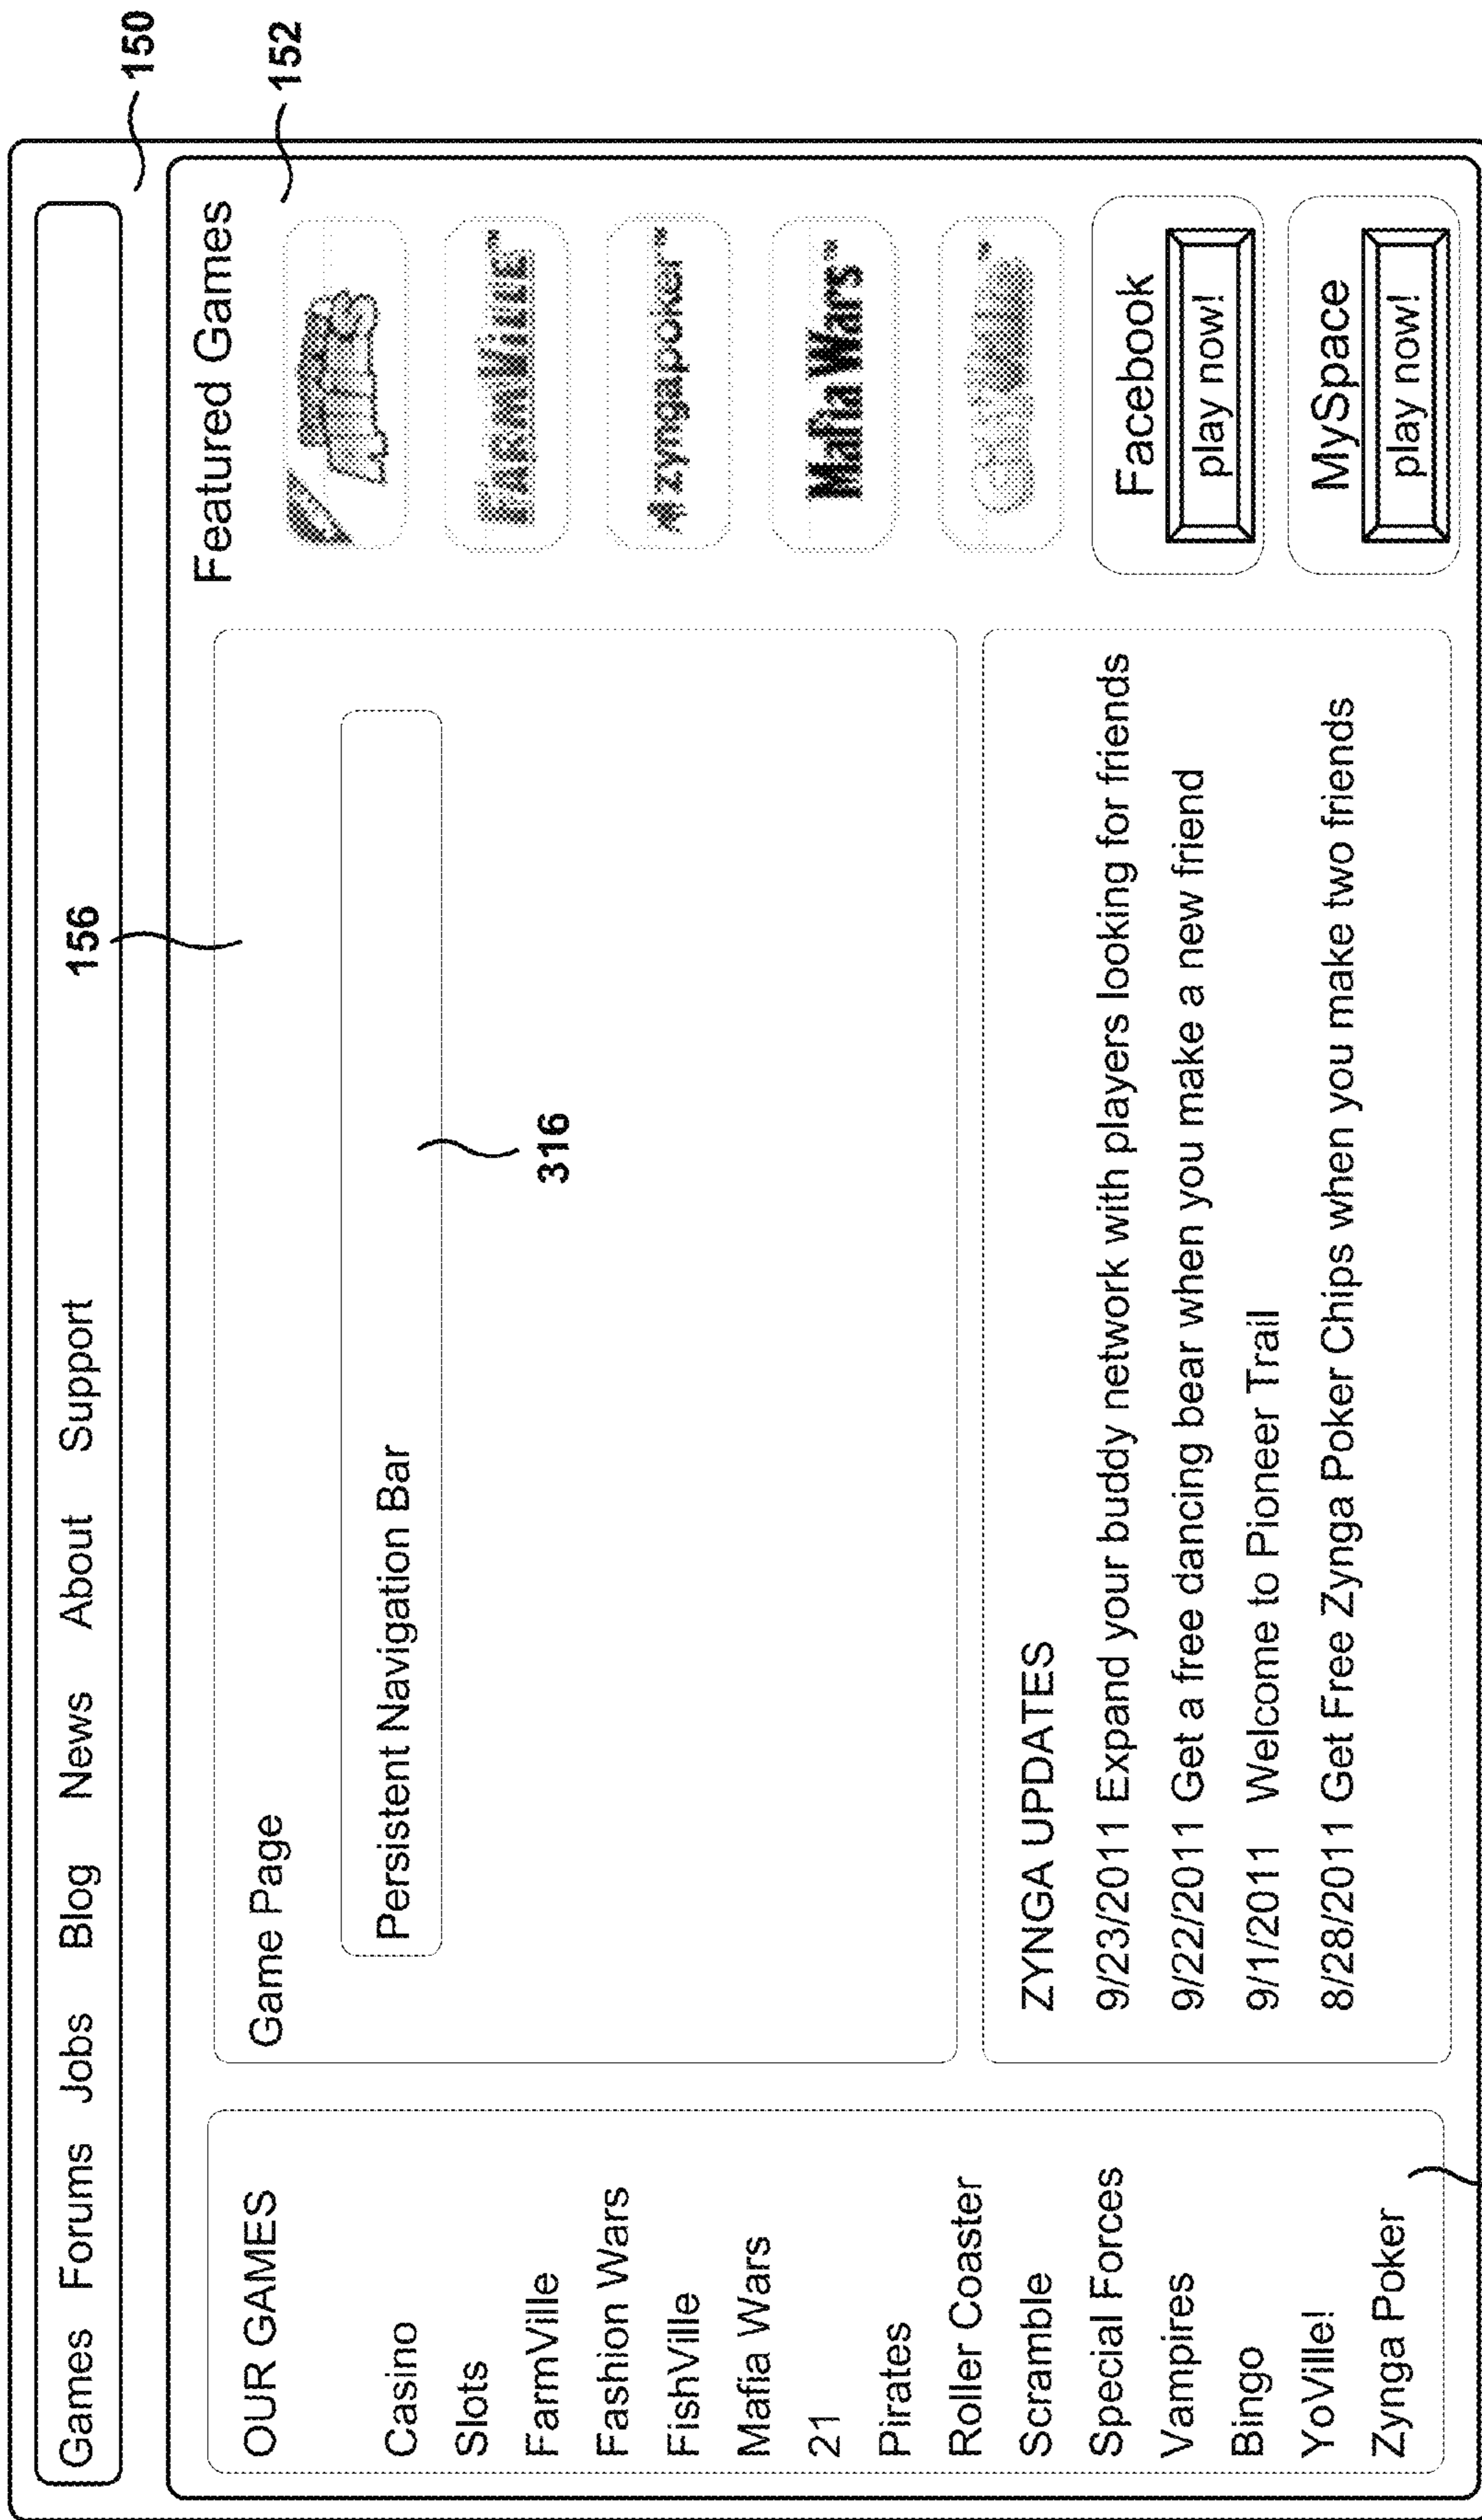 150
Games Forums Jobs Blog News About Support
156
152
OUR GAMES
Casino
Slots
FarmVille
Fashion Wars
FishVille
Mafia Wars
21
Pirates
Roller Coaster
Scramble
Special Forces
Vampires
Bingo
YoVille!
Zynga Poker
Game Page
Persistent Navigation Bar
316
ZYNGA UPDATES
9/23/2011 Expand your buddy network with players looking for friends
9/22/2011 Get a free dancing bear when you make a new friend
9/1/2011 Welcome to Pioneer Trail
8/28/2011 Get Free Zynga Poker Chips when you make two friends
Featured Games
FARMVILLE™
zyngapoker™
Mafia Wars™
Facebook
play now!
MySpace
play now!